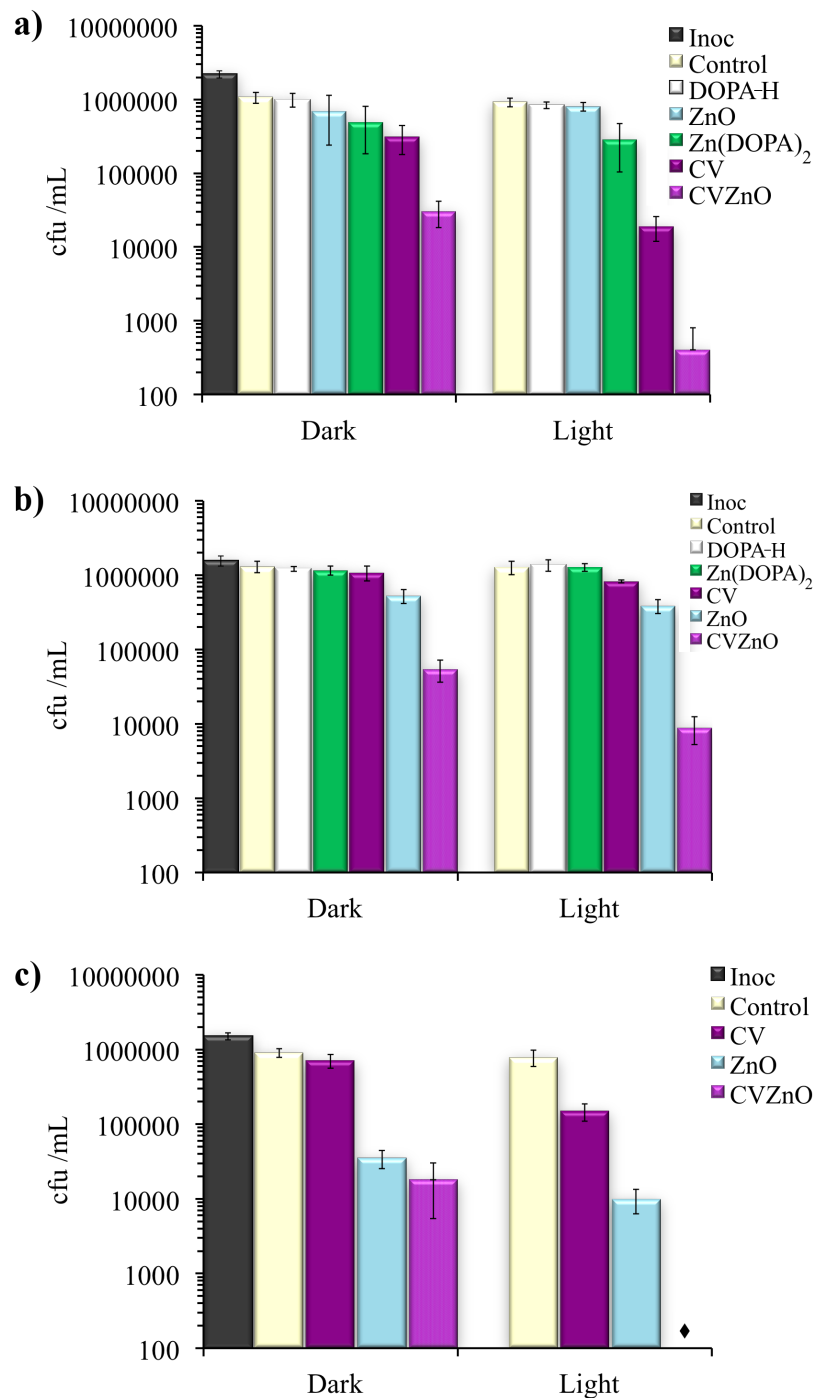 a)
10000000
1000000
100000
10000
1000
100
cfu /mL
Dark
Light
Inoc
Control
DOPA-H
ZnO
Zn(DOPA)2
CV
CVZnO
b)
10000000
1000000
100000
10000
1000
100
cfu /mL
Dark
Light
Inoc
Control
DOPA-H
Zn(DOPA)2
CV
ZnO
CVZnO
c)
10000000
1000000
100000
10000
1000
100
cfu /mL
Dark
Light
Inoc
Control
CV
ZnO
CVZnO